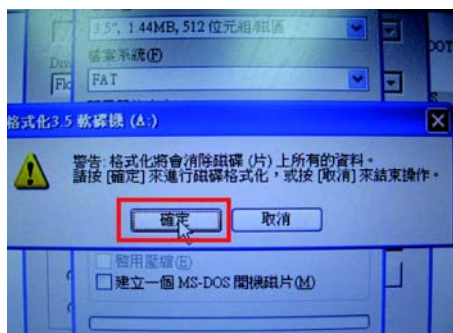 3.5", 1.44MB, 512 位元組/磁區
檔案系統(F)
FAT
格式化3.5 軟碟機 (A:)
警告: 格式化將會消除磁碟 (片) 上所有的資料。
請按 [確定] 來進行磁碟格式化，或按 [取消] 來結束操作。
確定
取消
啟用壓縮(E)
建立一個 MS-DOS 開機磁片(M)